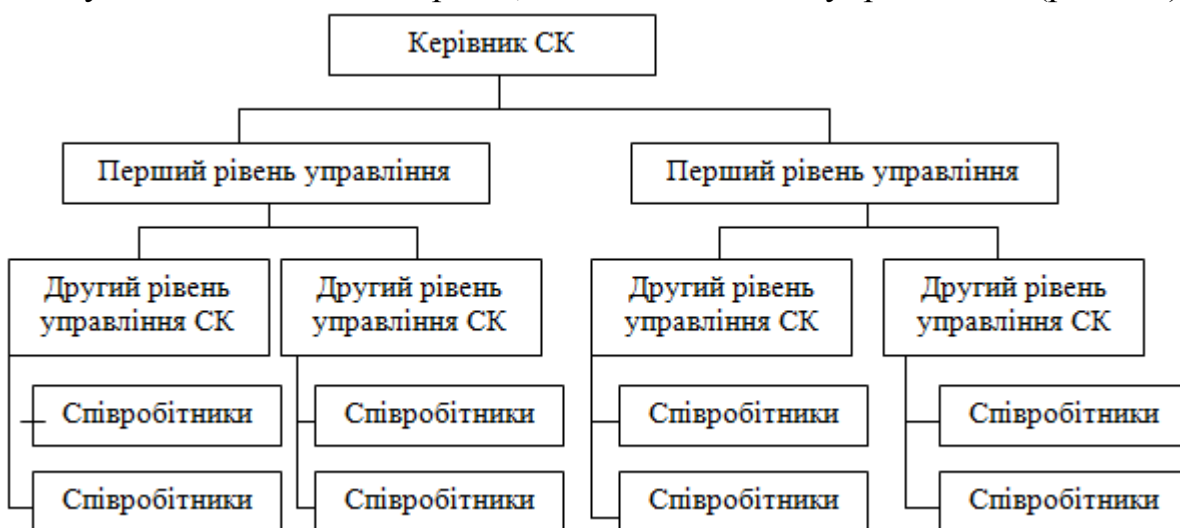 Керівник СК
Перший рівень управління
Перший рівень управління
Другий рівень
управління СК
Другий рівень
управління СК
Другий рівень
управління СК
Другий рівень
управління СК
Співробітники
Співробітники
Співробітники
Співробітники
Співробітники
Співробітники
Співробітники
Співробітники